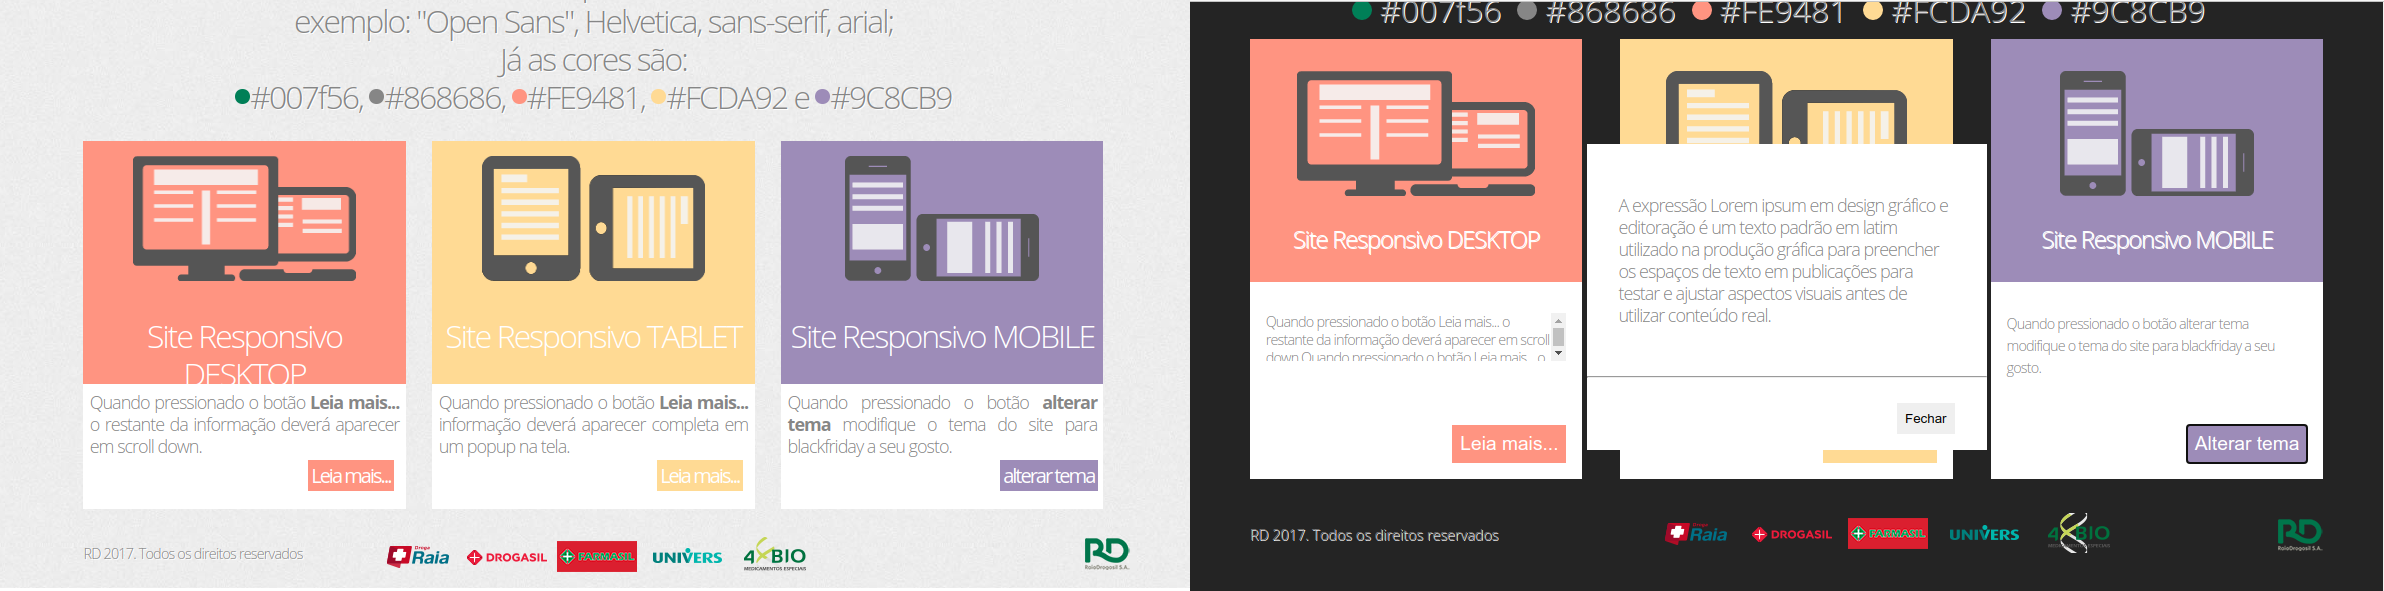 exemplo: "Open Sans", Helvetica, sans-serif, arial;
Já as cores são:
#007f56, #868686, #FE9481, #FCDA92 e #9C8CB9
Site Responsivo
DESKTOP
Quando pressionado o botão Leia mais...
o restante da informação deverá aparecer
em scroll down.
Leia mais...
Site Responsivo TABLET
Quando pressionado o botão Leia mais...
informação deverá aparecer completa em
um popup na tela.
Leia mais...
Site Responsivo MOBILE
Quando pressionado o botão alterar
tema modifique o tema do site para
blackfriday a seu gosto.
alterar tema
RD 2017. Todos os direitos reservados
Droga
Raia
DROGASIL
FARMASIL
UNIVERS
4BIO
MEDICAMENTOS ESPECIAIS
RD
RaiaDrogasil S.A.
#007f56 #868686 #FE9481 #FCDA92 #9C8CB9
Site Responsivo DESKTOP
Quando pressionado o botão Leia mais... o
restante da informação deverá aparecer em scroll
down.Quando pressionado o botão Leia mais... o
Leia mais...
A expressão Lorem ipsum em design gráfico e
editoração é um texto padrão em latim
utilizado na produção gráfica para preencher
os espaços de texto em publicações para
testar e ajustar aspectos visuais antes de
utilizar conteúdo real.
Fechar
Site Responsivo MOBILE
Quando pressionado o botão alterar tema
modifique o tema do site para blackfriday a seu
gosto.
Alterar tema
RD 2017. Todos os direitos reservados
Droga
Raia
DROGASIL
FARMASIL
UNIVERS
4BIO
MEDICAMENTOS ESPECIAIS
RD
RaiaDrogasil S.A.